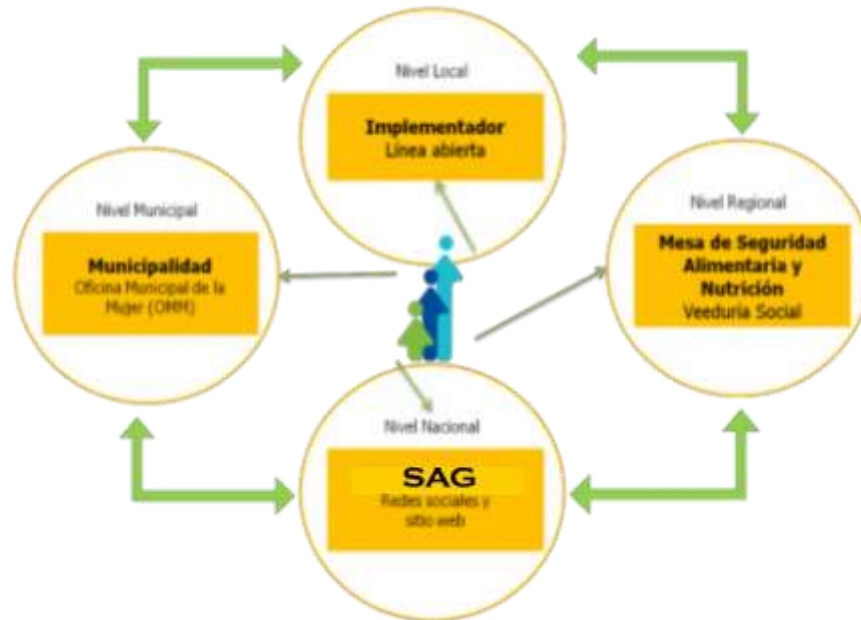 Nivel Local
Implementador
Línea abierta
Nivel Municipal
Municipalidad
Oficina Municipal de la
Mujer (OMM)
Nivel Regional
Mesa de Seguridad
Alimentaria y
Nutrición
Veeduría Social
Nivel Nacional
SAG
Redes sociales y
sitio web